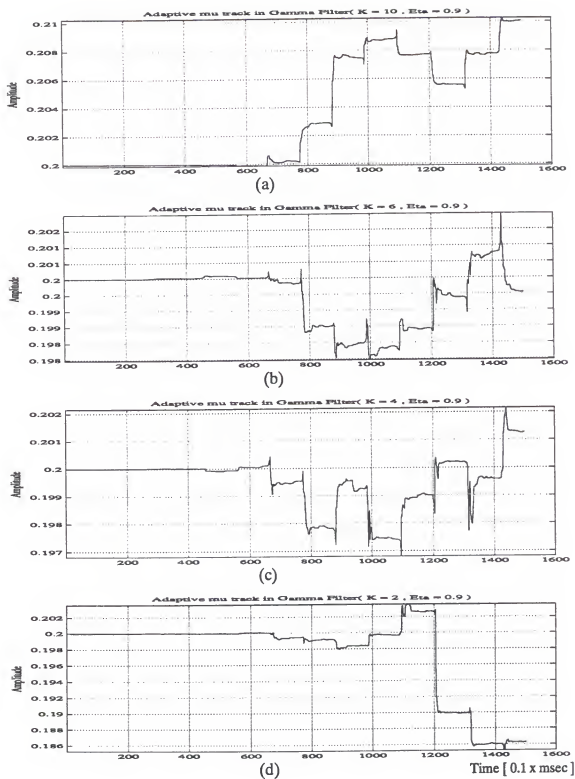 Adaptive mu track in Gamma Filter( K = 10 , Eta = 0.9 )
Amplitude
0.21
0.208
0.206
0.204
0.202
0.2
200 400 600 800 1000 1200 1400 1600
(a)
Adaptive mu track in Gamma Filter( K = 6 , Eta = 0.9 )
Amplitude
0.202
0.201
0.201
0.2
0.2
0.199
0.199
0.198
0.198
200 400 600 800 1000 1200 1400 1600
(b)
Adaptive mu track in Gamma Filter( K = 4 , Eta = 0.9 )
Amplitude
0.202
0.201
0.2
0.199
0.198
0.197
200 400 600 800 1000 1200 1400 1600
(c)
Adaptive mu track in Gamma Filter( K = 2 , Eta = 0.9 )
Amplitude
0.202
0.2
0.198
0.196
0.194
0.192
0.19
0.188
0.186
200 400 600 800 1000 1200 1400 1600
(d)
Time [ 0.1 x msec ]